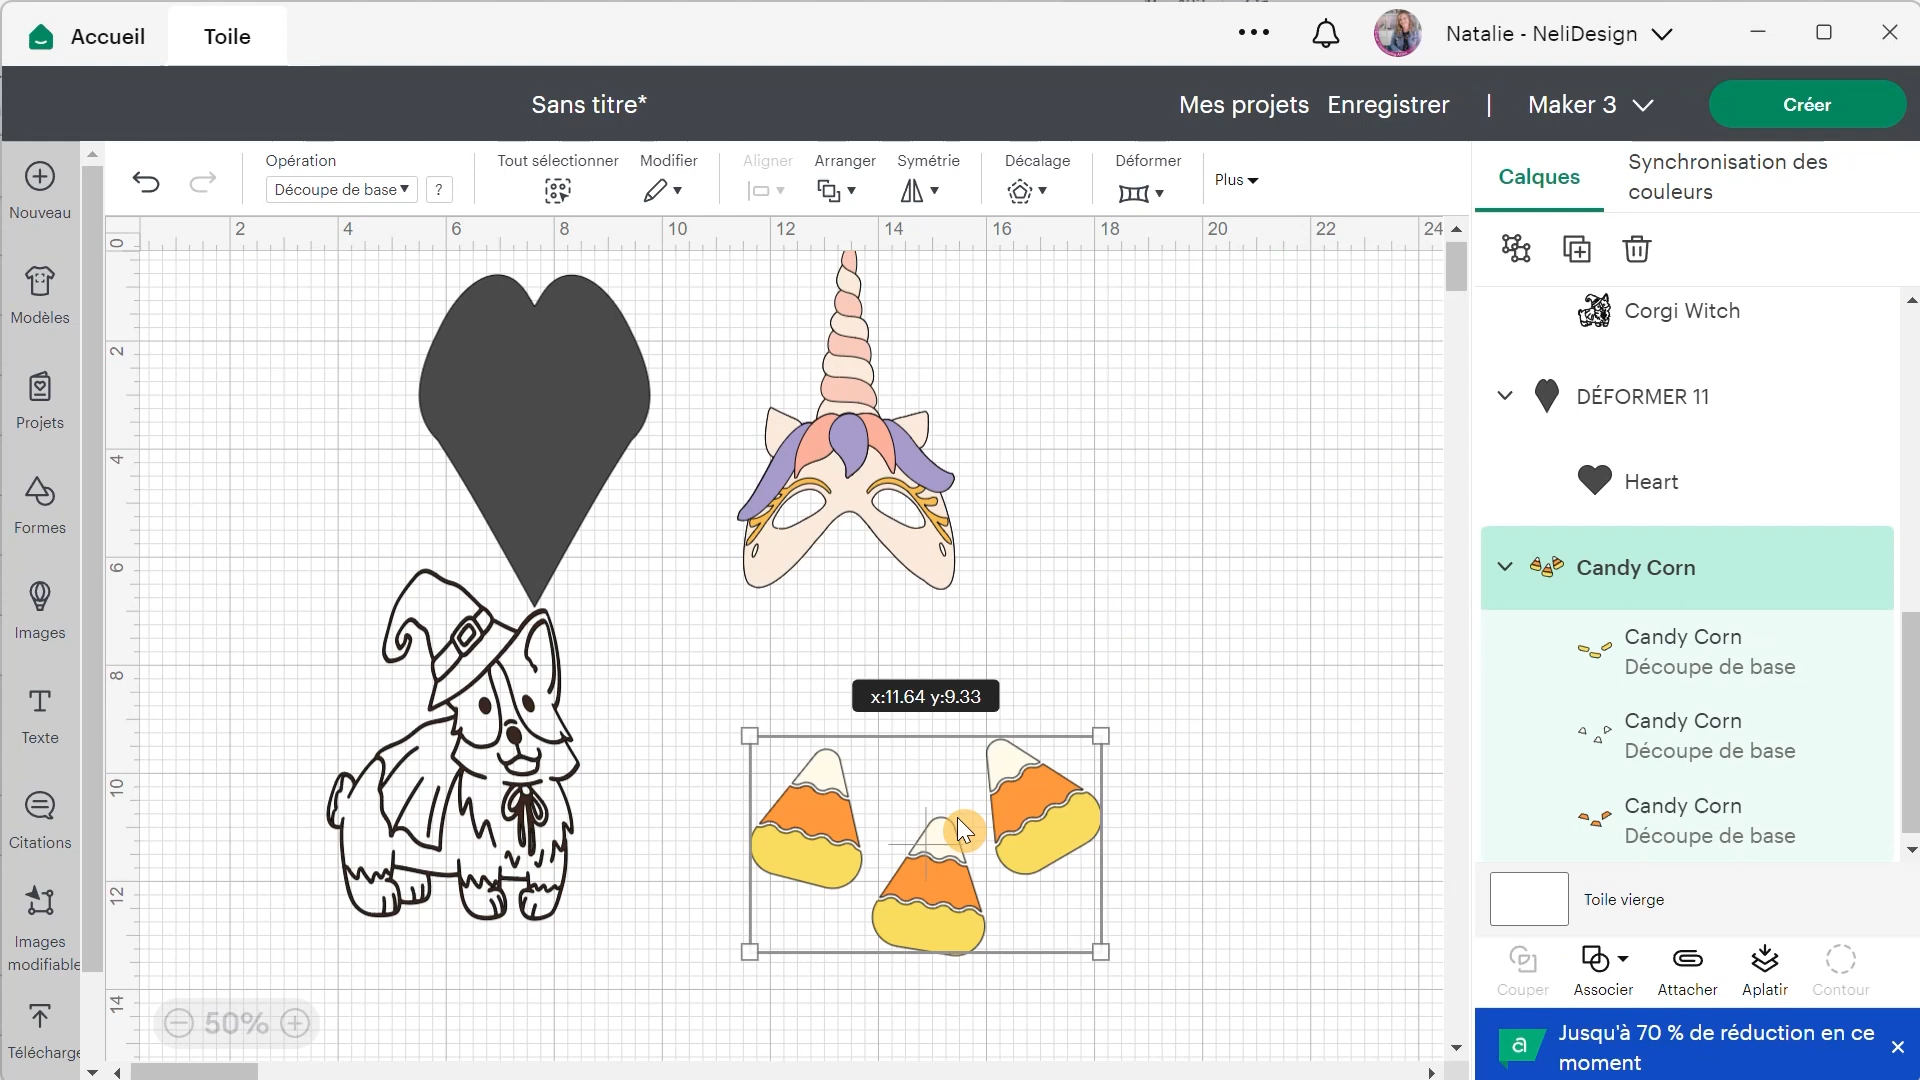 Accueil
Toile
Natalie - NeliDesign
Sans titre*
Mes projets
Enregistrer
|
Maker 3
Créer
Nouveau
Modèles
Projets
Formes
Images
Texte
Citations
Images
modifiable
Télécharge
Opération
Découpe de base
?
Tout sélectionner
Modifier
Aligner
Arranger
Symétrie
Décalage
Déformer
Plus
0
2
4
6
8
10
12
14
16
18
20
22
24
2
4
6
8
10
12
14
x:11.64 y:9.33
50%
Calques
Synchronisation des
couleurs
Corgi Witch
DÉFORMER 11
Heart
Candy Corn
Candy Corn
Découpe de base
Candy Corn
Découpe de base
Candy Corn
Découpe de base
Toile vierge
Couper
Associer
Attacher
Aplatir
Contour
a
Jusqu'à 70 % de réduction en ce
moment